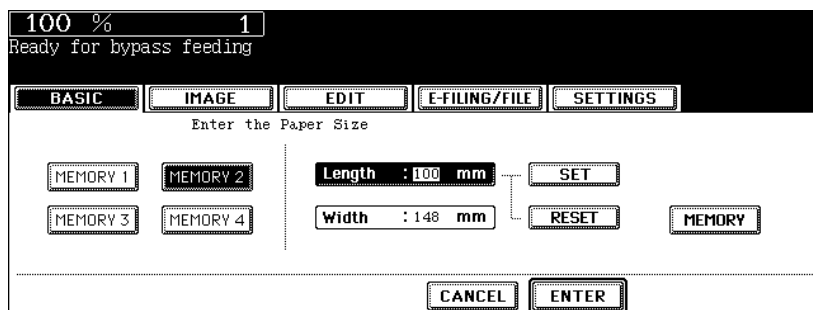 100 % 1
Ready for bypass feeding
BASIC IMAGE EDIT E-FILING/FILE SETTINGS
Enter the Paper Size
MEMORY 1 MEMORY 2 Length : 100 mm SET
MEMORY 3 MEMORY 4 Width : 148 mm RESET MEMORY
CANCEL ENTER